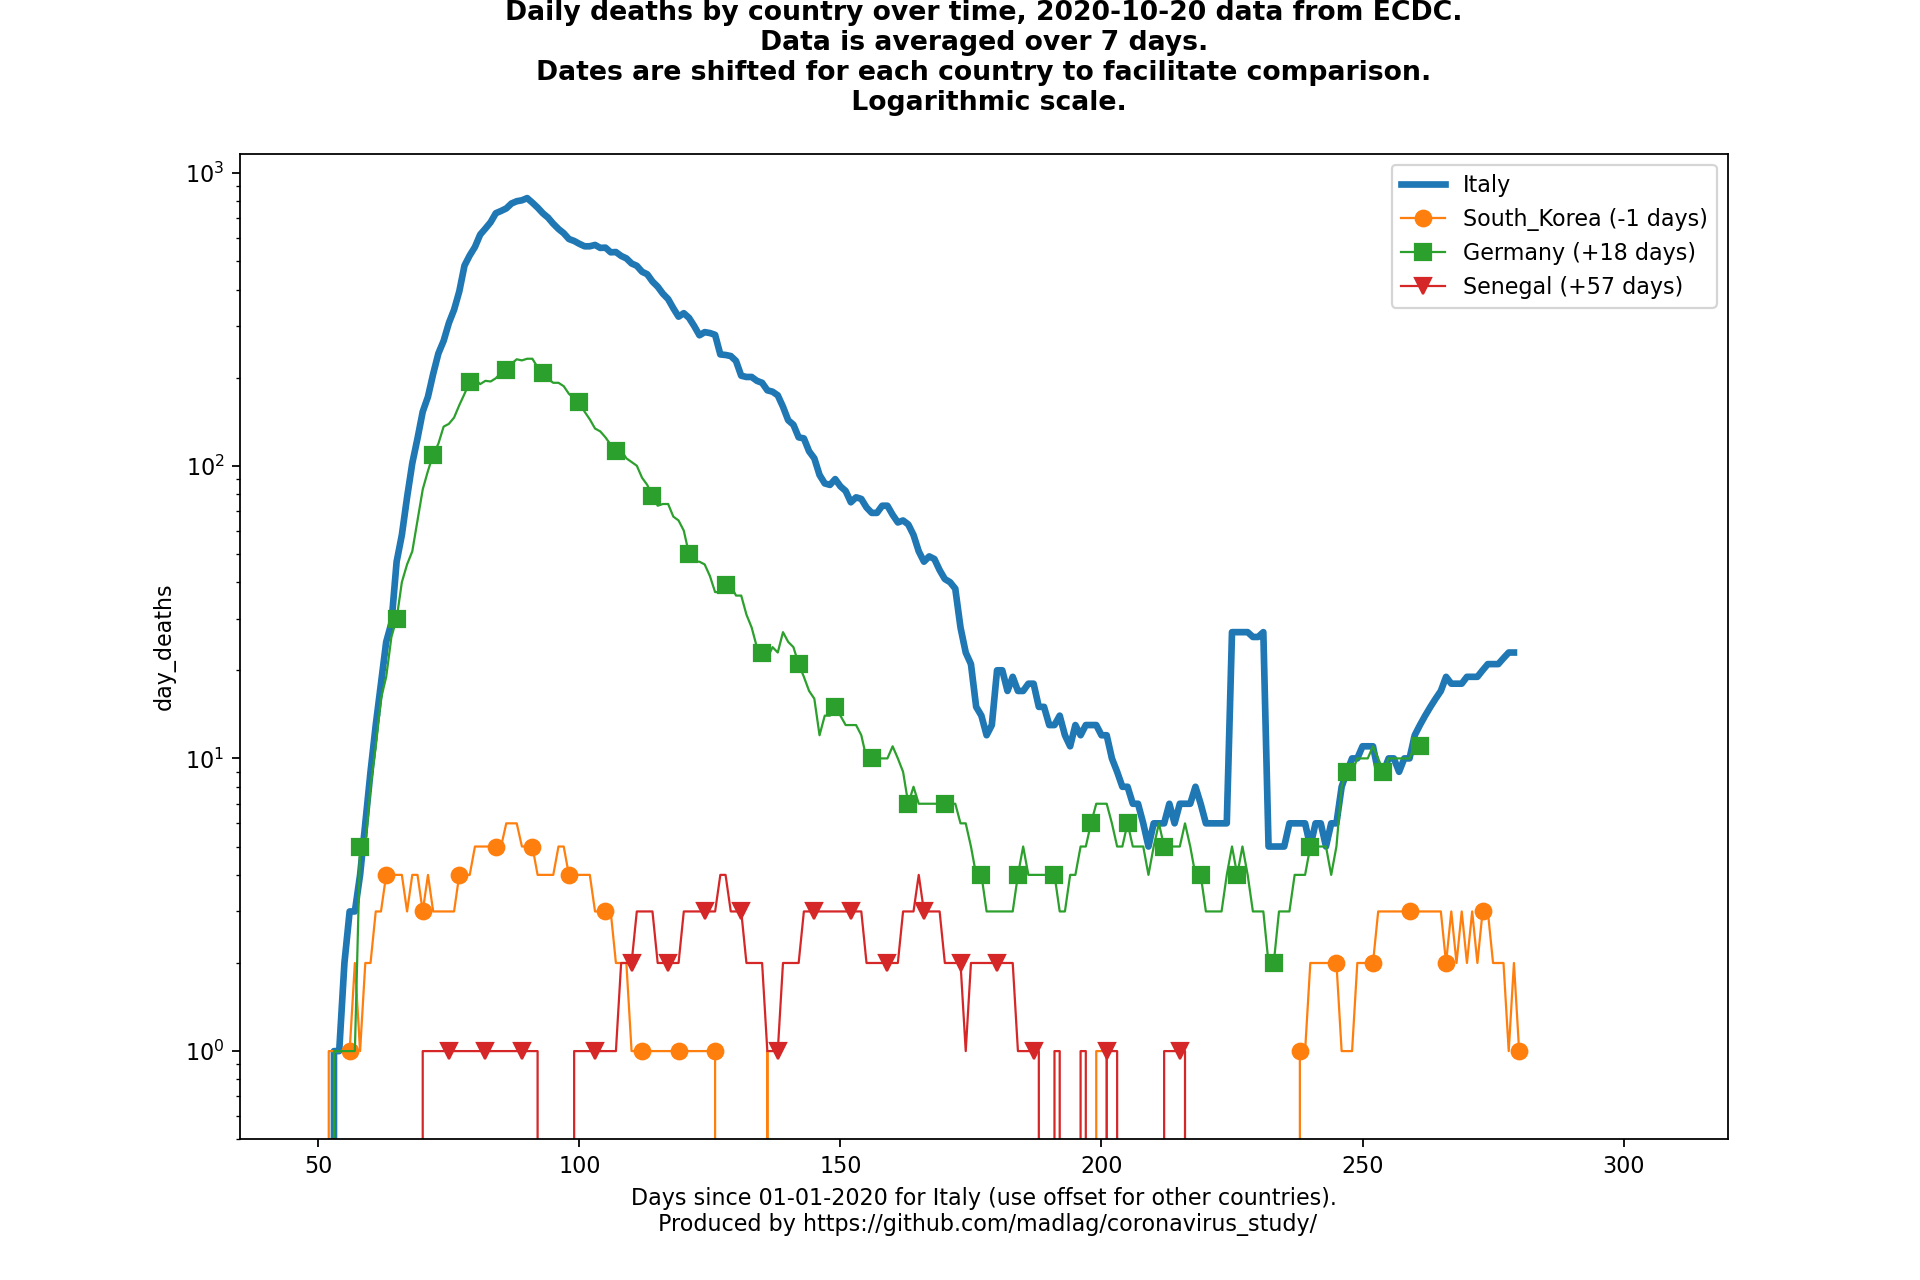 Daily deaths by country over time, 2020-10-20 data from ECDC.
Data is averaged over 7 days.
Dates are shifted for each country to facilitate comparison.
Logarithmic scale.
10³
10²
10¹
10⁰
day_deaths
Italy
South_Korea (-1 days)
Germany (+18 days)
Senegal (+57 days)
50 100 150 200 250 300
Days since 01-01-2020 for Italy (use offset for other countries).
Produced by https://github.com/madlag/coronavirus_study/